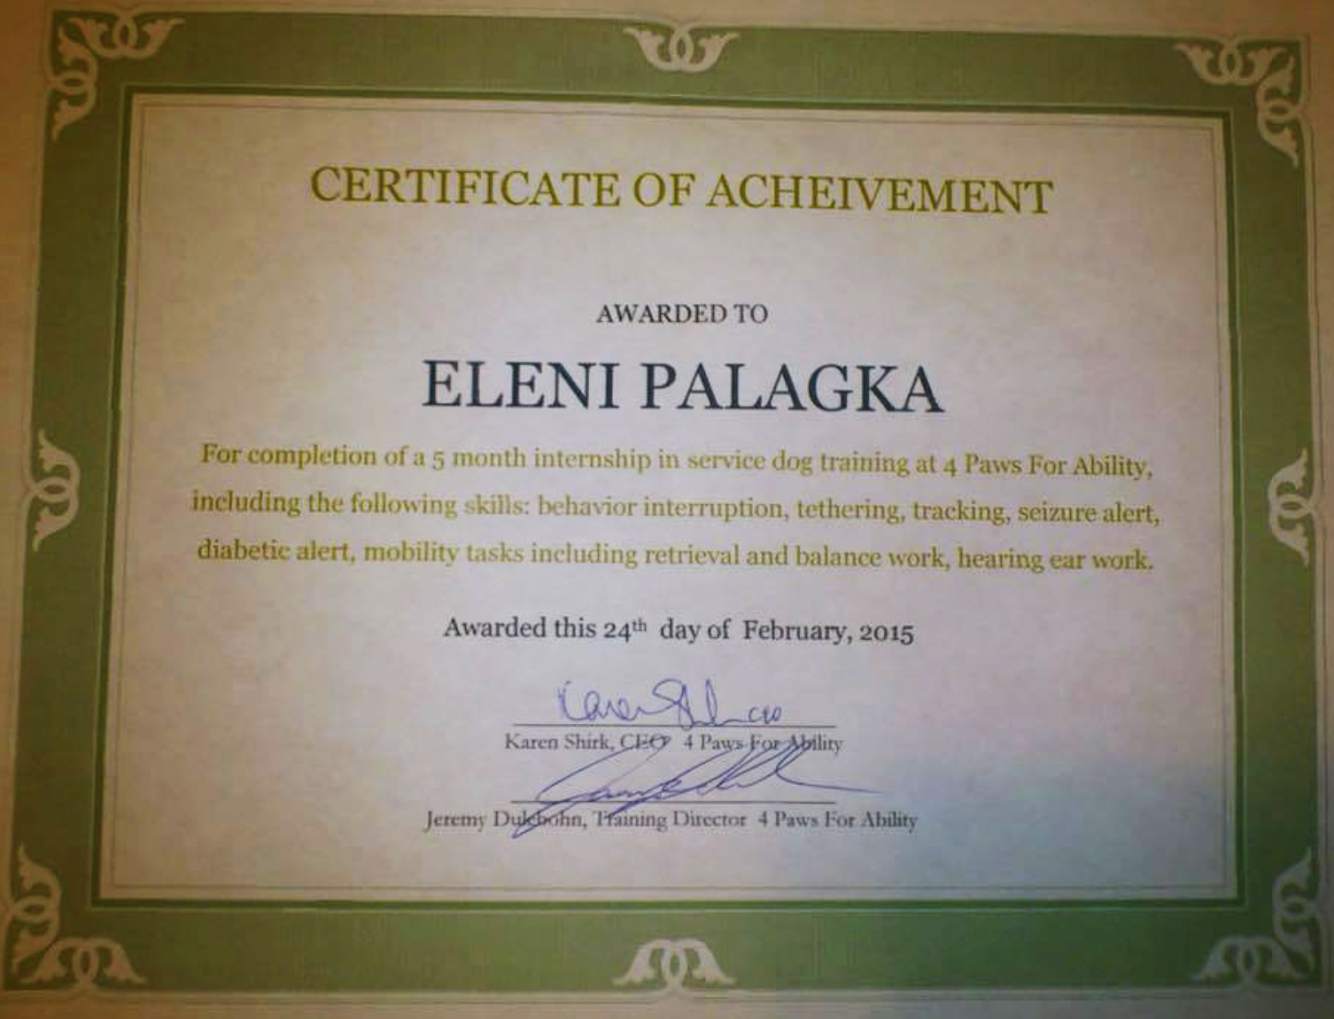 CERTIFICATE OF ACHEIVEMENT
AWARDED TO
ELENI PALAGKA
For completion of a 5 month internship in service dog training at 4 Paws For Ability,
including the following skills: behavior interruption, tethering, tracking, seizure alert,
diabetic alert, mobility tasks including retrieval and balance work, hearing ear work.
Awarded this 24th day of February, 2015
Karen Shirk, CEO 4 Paws For Ability
Jeremy Dulebohn, Training Director 4 Paws For Ability